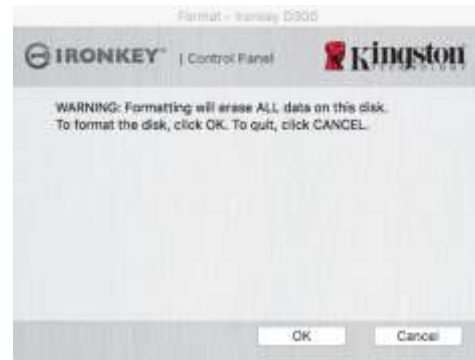 Format - Ironkey D300
IRONKEY | Control Panel
Kingston
TECHNOLOGY
WARNING: Formatting will erase ALL data on this disk.
To format the disk, click OK. To quit, click CANCEL.
OK Cancel